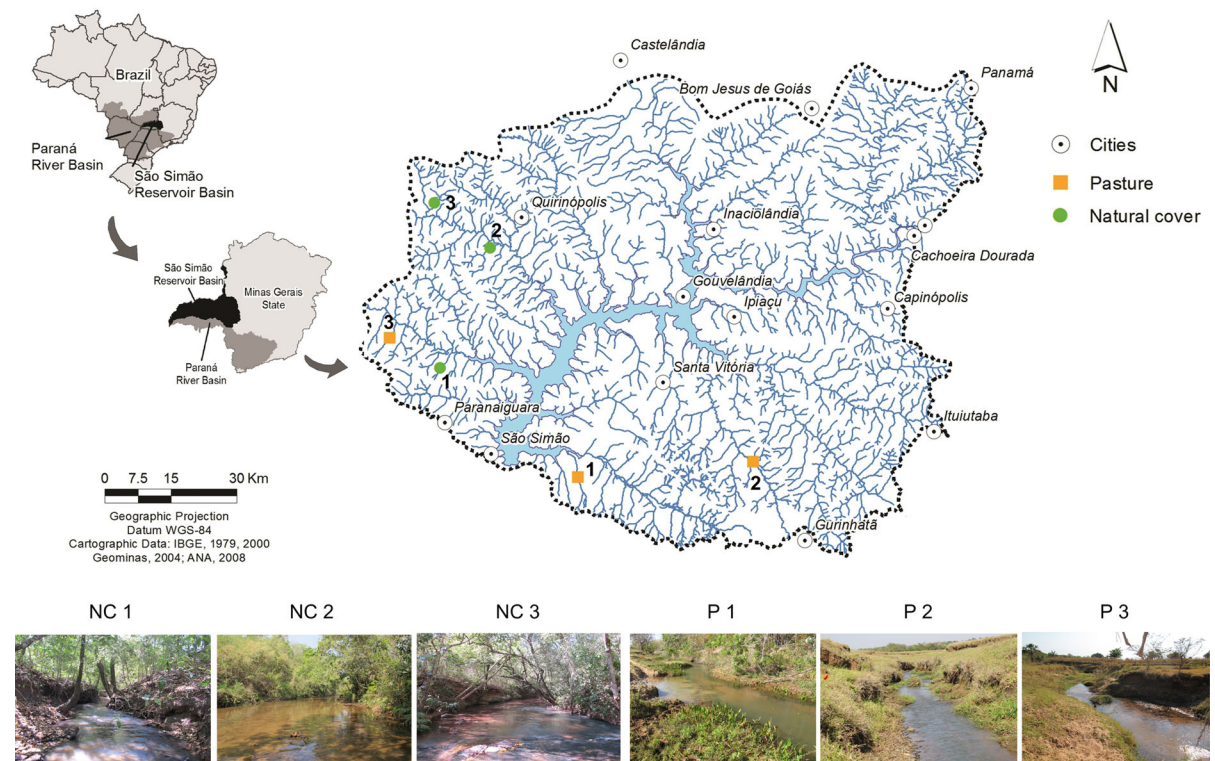 Brazil
Paraná
River Basin
São Simão
Reservoir Basin
São Simão
Reservoir Basin
Minas Gerais
State
Paraná
River Basin
0 7.5 15 30 Km
Geographic Projection
Datum WGS-84
Cartographic Data: IBGE, 1979, 2000
Geominas, 2004; ANA, 2008
Castelândia
Bom Jesus de Goiás
Panamá
3
Quirinópolis
2
Inaciolândia
Cachoeira Dourada
Gouvelândia
Ipiaçu
Capinópolis
3
1
Santa Vitória
Paranaiguara
Ituiutaba
São Simão
1
2
Gurinhatã
N
Cities
Pasture
Natural cover
NC 1
NC 2
NC 3
P 1
P 2
P 3